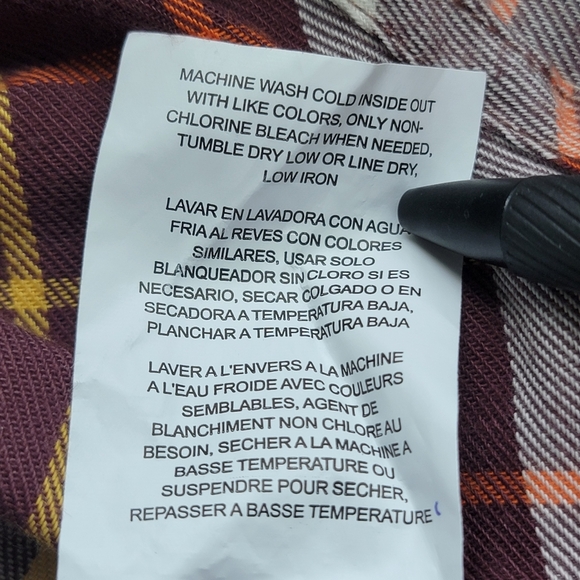 MACHINE WASH COLD INSIDE OUT
WITH LIKE COLORS, ONLY NON-
CHLORINE BLEACH WHEN NEEDED,
TUMBLE DRY LOW OR LINE DRY,
LOW IRON
LAVAR EN LAVADORA CON AGUA
FRIA AL REVES CON COLORES
SIMILARES, USAR SOLO
BLANQUEADOR SIN CLORO SI ES
NECESARIO, SECAR COLGADO O EN
SECADORA A TEMPERATURA BAJA,
PLANCHAR A TEMPERATURA BAJA
LAVER A L'ENVERS A LA MACHINE
A L'EAU FROIDE AVEC COULEURS
SEMBLABLES, AGENT DE
BLANCHIMENT NON CHLORE AU
BESOIN, SECHER A LA MACHINE A
BASSE TEMPERATURE OU
SUSPENDRE POUR SECHER,
REPASSER A BASSE TEMPERATURE